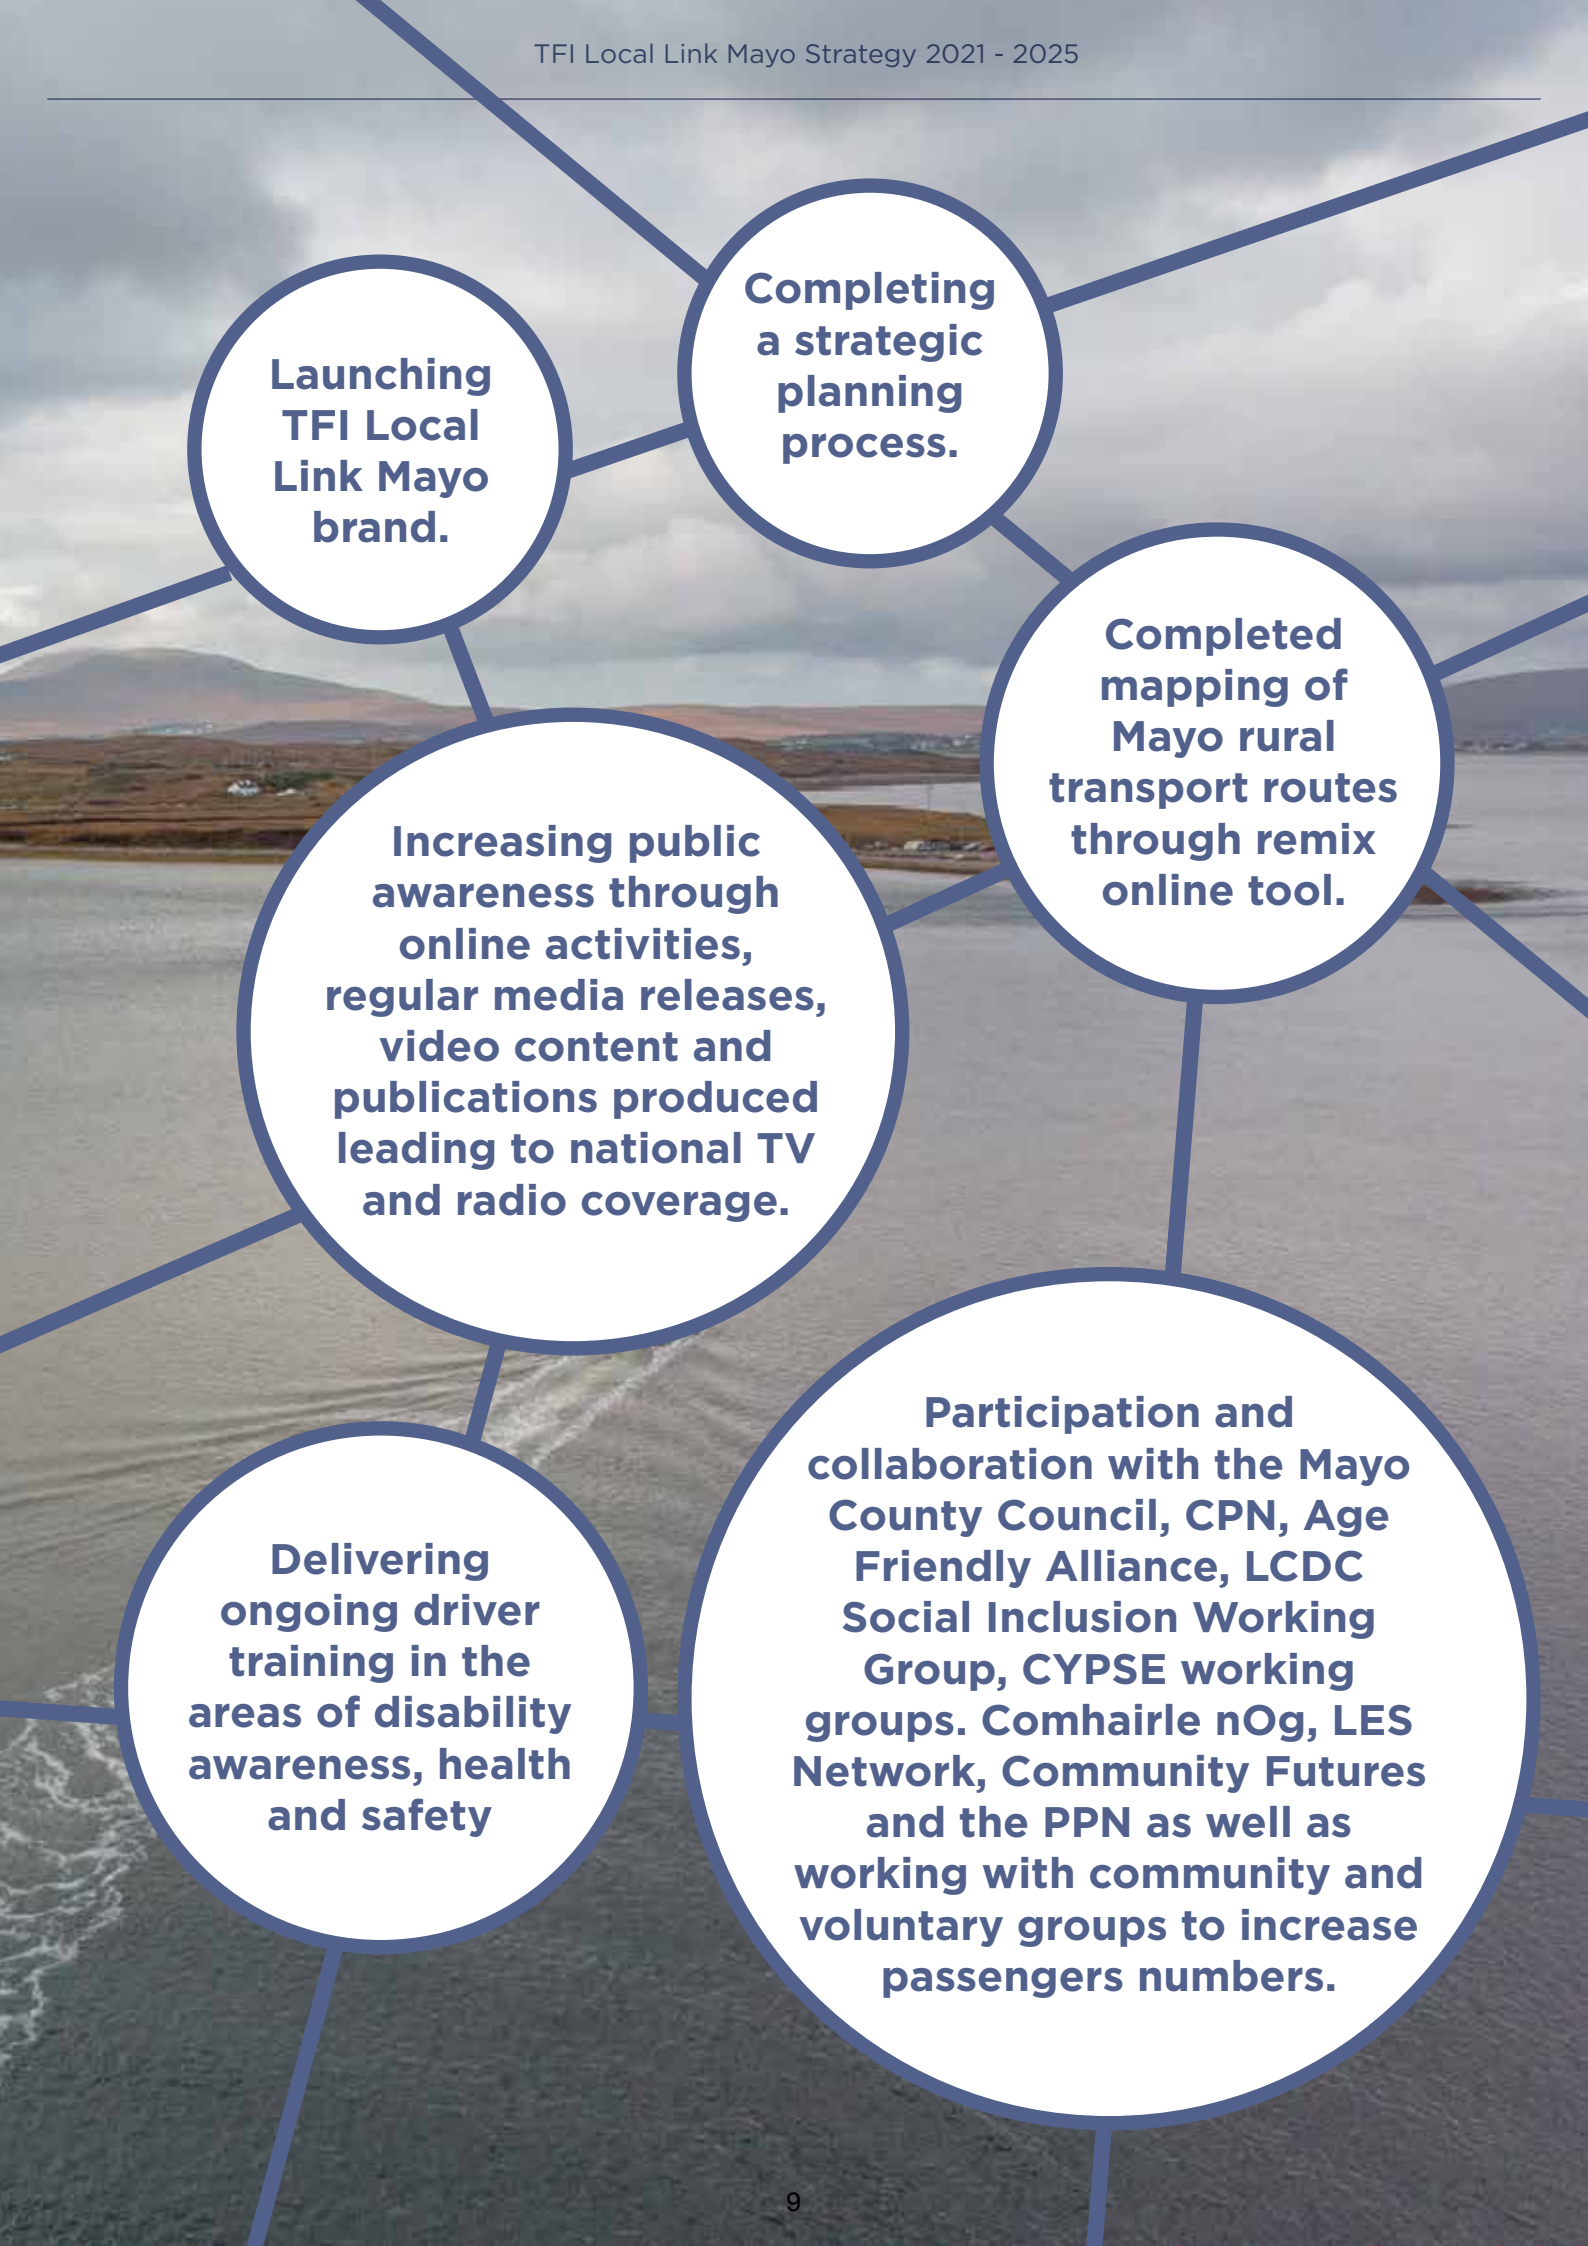 TFI Local Link Mayo Strategy 2021 - 2025
Launching
TFI Local
Link Mayo
brand.
Completing
a strategic
planning
process.
Completed
mapping of
Mayo rural
transport routes
through remix
online tool.
Increasing public
awareness through
online activities,
regular media releases,
video content and
publications produced
leading to national TV
and radio coverage.
Delivering
ongoing driver
training in the
areas of disability
awareness, health
and safety
Participation and
collaboration with the Mayo
County Council, CPN, Age
Friendly Alliance, LCDC
Social Inclusion Working
Group, CYPSE working
groups. Comhairle nOg, LES
Network, Community Futures
and the PPN as well as
working with community and
voluntary groups to increase
passengers numbers.
9